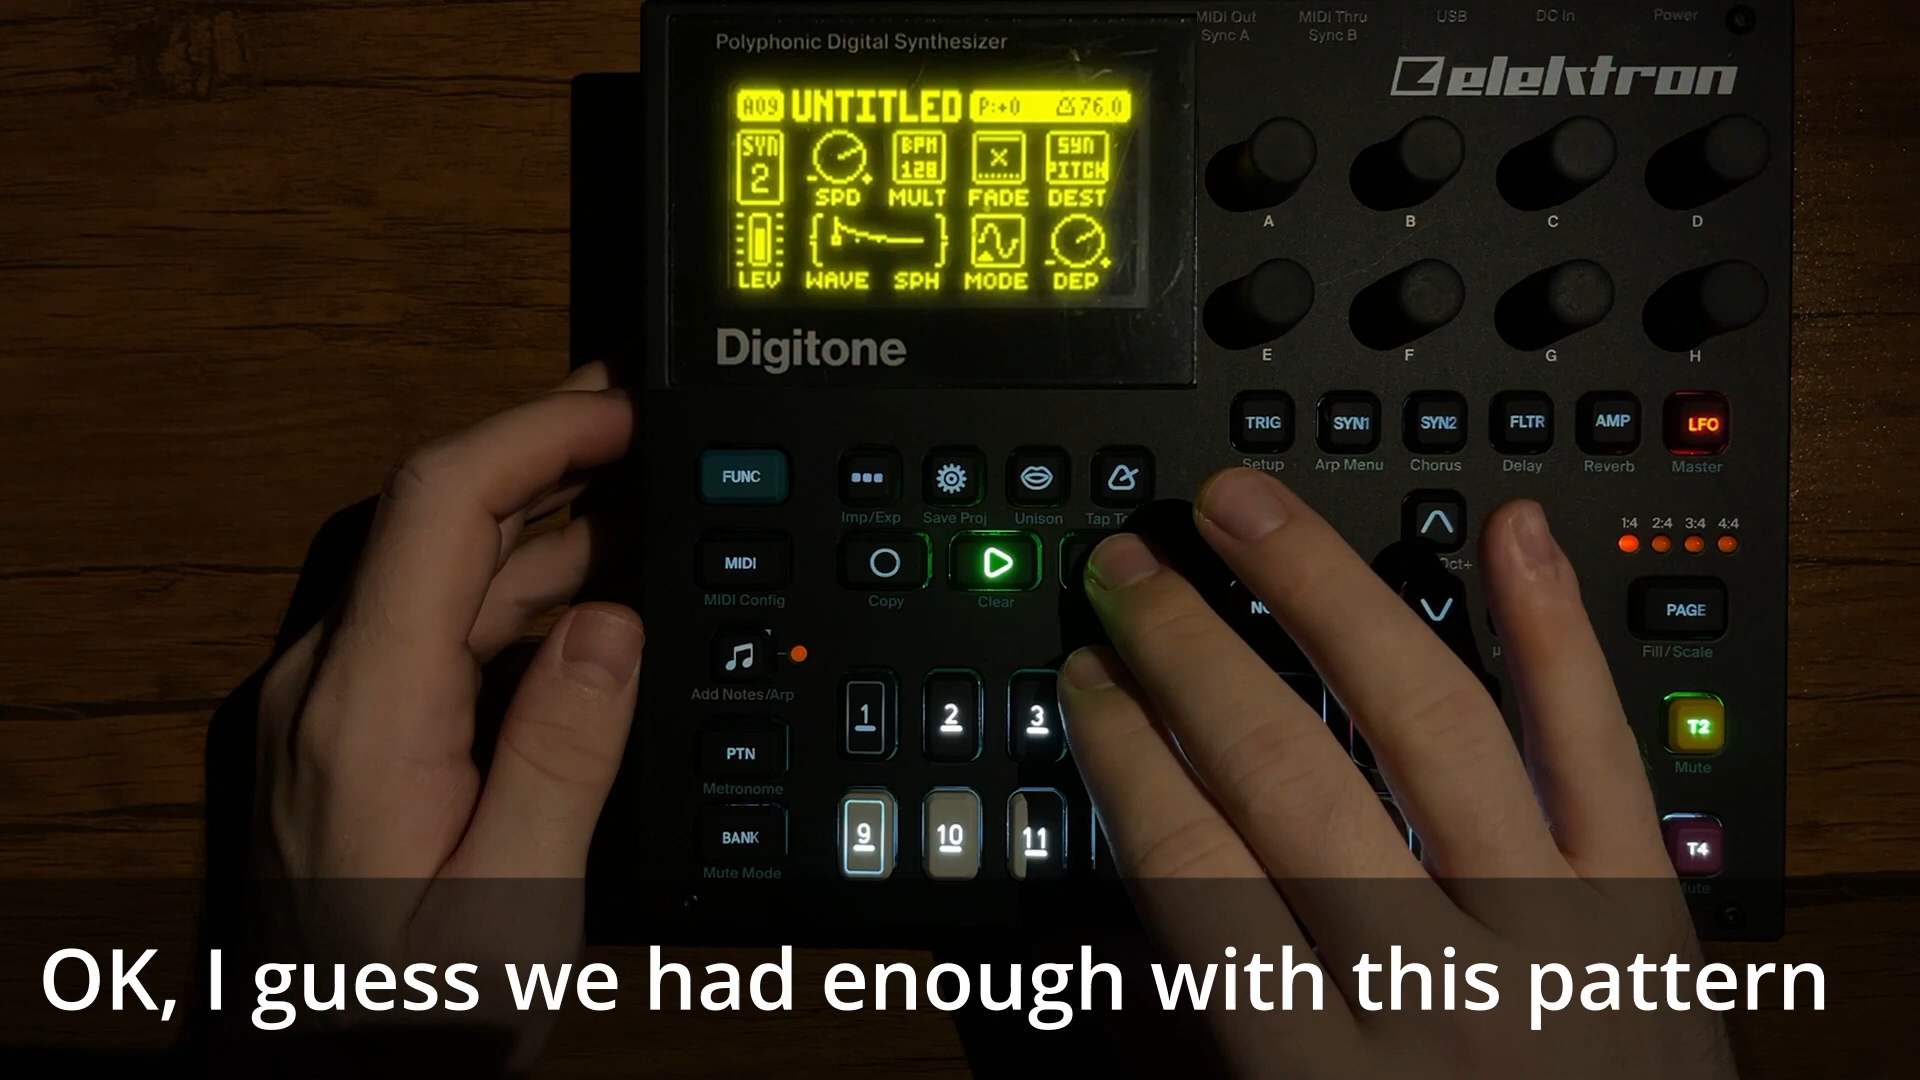 MIDI Out MIDI Thru USB DC In Power
Sync A Sync B
Polyphonic Digital Synthesizer
elektron
A09 UNTITLED P:+0 76.0
SYN 2 BPM 128 X SYN PITCH
SPD MULT FADE DEST
LEV WAVE SPH MODE DEP
Digitone
A B C D
E F G H
TRIG SYN1 SYN2 FLTR AMP LFO
Setup Arp Menu Chorus Delay Reverb Master
FUNC
Imp/Exp Save Proj Unison Tap
1:4 2:4 3:4 4:4
Oct+
MIDI
MIDI Config
Copy Clear
PAGE
Fill/Scale
Add Notes/Arp
1 2 3
T2
Mute
PTN
Metronome
BANK
Mute Mode
9 10 11
T4
OK, I guess we had enough with this pattern